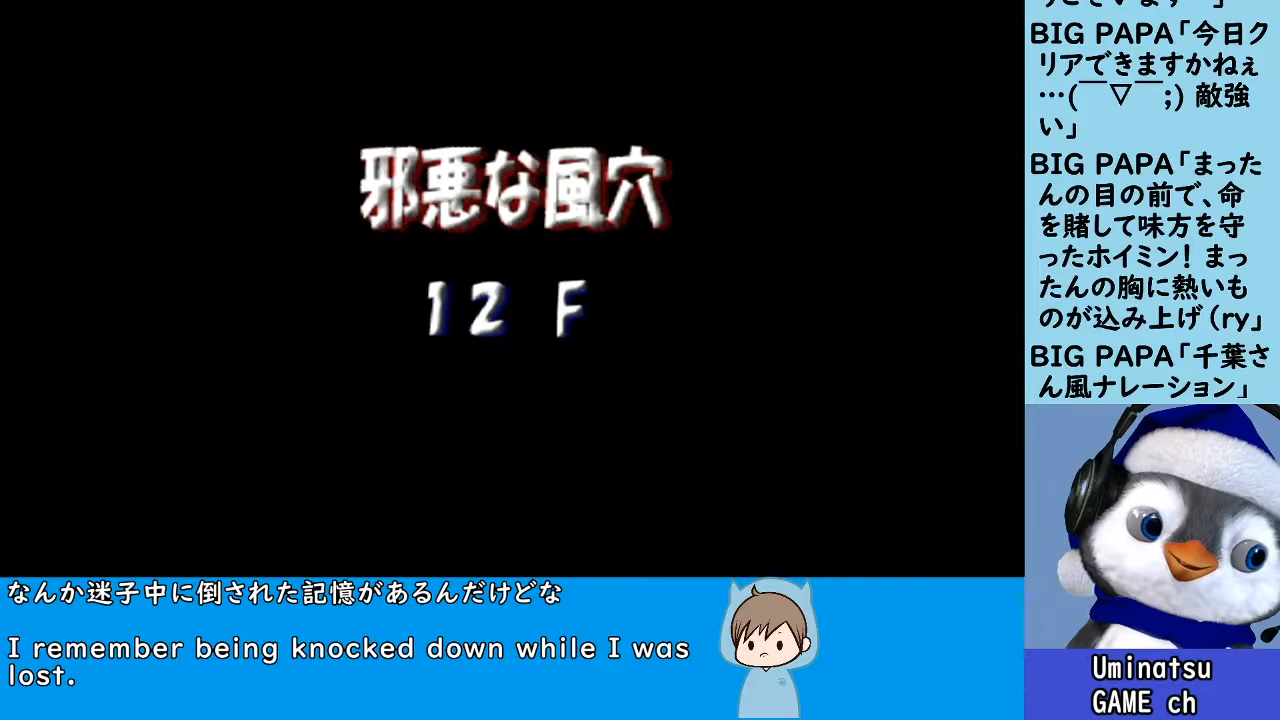 邪悪な風穴
12 F
BIG PAPA「今日ク
リアできますかねぇ
…(￣▽￣;) 敵強
い」
BIG PAPA「まった
んの目の前で、命
を賭して味方を守
ったホイミン! まっ
たんの胸に熱いも
のが込み上げ(ry」
BIG PAPA「千葉さ
ん風ナレーション」
なんか迷子中に倒された記憶があるんだけどな
I remember being knocked down while I was
lost.
Uminatsu
GAME ch